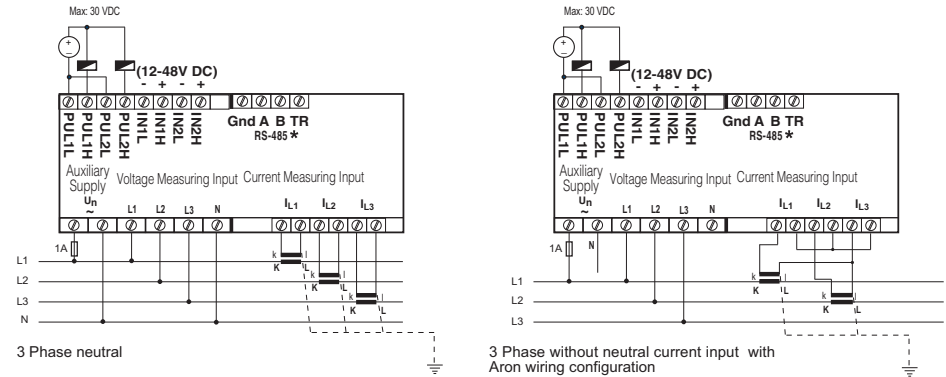 Max: 30 VDC
+
−
(12-48V DC)
- + - +
PUL1L PUL1H PUL2L PUL2H IN1L IN1H IN2L IN2H
Gnd A B TR
RS-485 *
Auxiliary Supply
Voltage Measuring Input
Current Measuring Input
Un
~
L1 L2 L3 N
IL1 IL2 IL3
1A
L1
k l
K L
L2
k l
K L
L3
k l
K L
N
3 Phase neutral
Max: 30 VDC
+
−
(12-48V DC)
- + - +
PUL1L PUL1H PUL2L PUL2H IN1L IN1H IN2L IN2H
Gnd A B TR
RS-485 *
Auxiliary Supply
Voltage Measuring Input
Current Measuring Input
Un
~
L1 L2 L3 N
IL1 IL2 IL3
1A
N
L1
k l
K L
L2
k l
K L
L3
3 Phase without neutral current input with
Aron wiring configuration